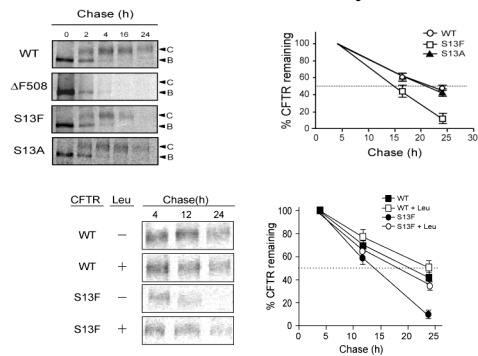 Chase (h)
0 2 4 16 24
WT
C
B
ΔF508
C
B
S13F
C
B
S13A
C
B
% CFTR remaining
100
80
60
40
20
0
0 5 10 15 20 25 30
Chase (h)
WT
S13F
S13A
CFTR Leu Chase(h)
4 12 24
WT −
WT +
S13F −
S13F +
% CFTR remaining
100
80
60
40
20
0
0 5 10 15 20 25
Chase (h)
WT
WT + Leu
S13F
S13F + Leu